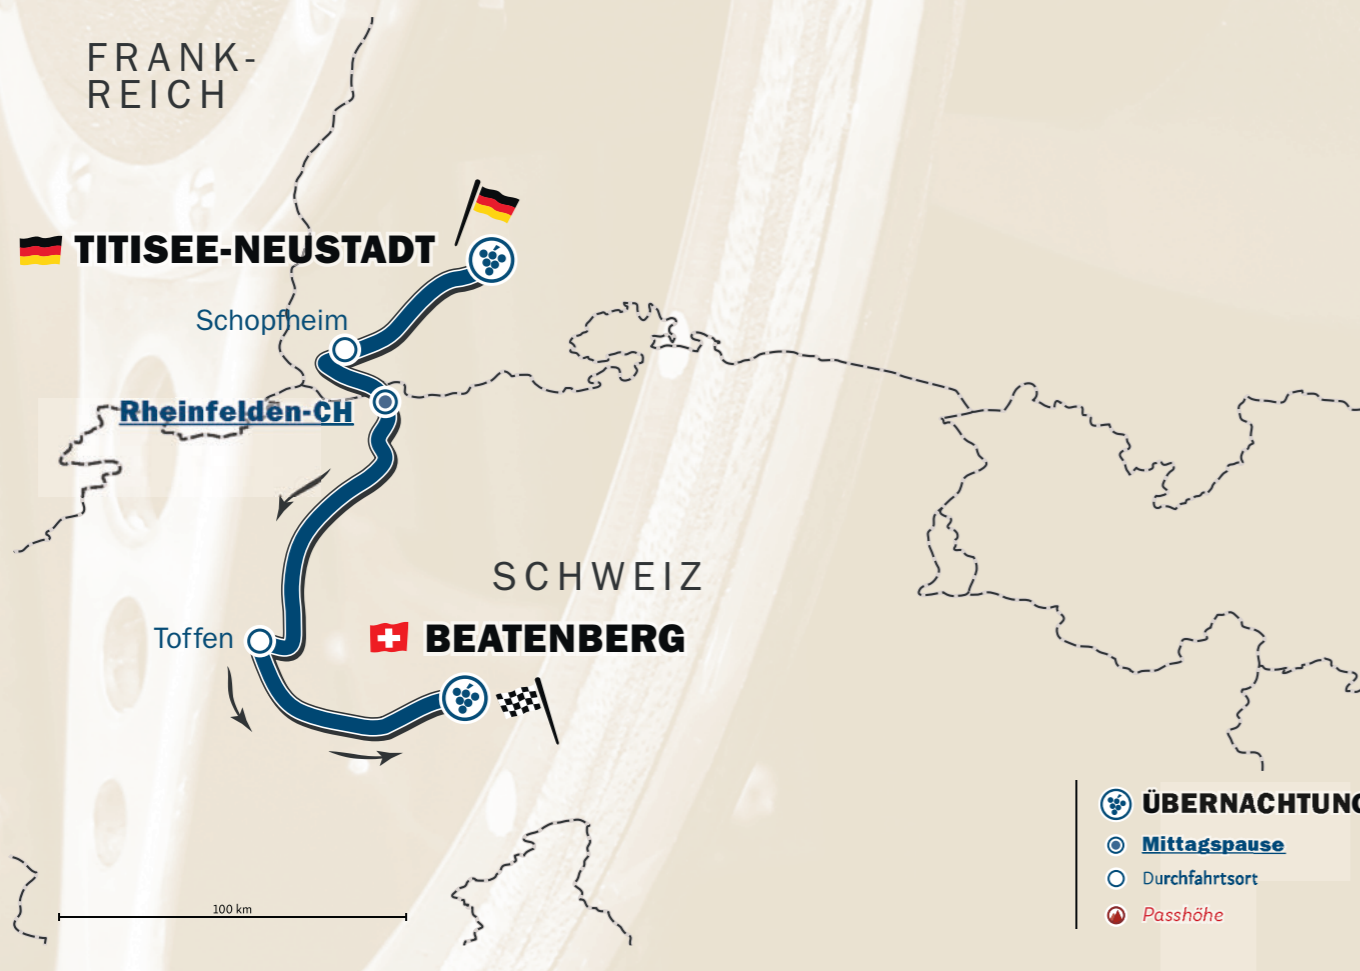 FRANK-
REICH
TITISEE-NEUSTADT
Schopfheim
Rheinfelden-CH
SCHWEIZ
Toffen
BEATENBERG
ÜBERNACHTUNG
Mittagspause
Durchfahrtsort
Passhöhe
100 km